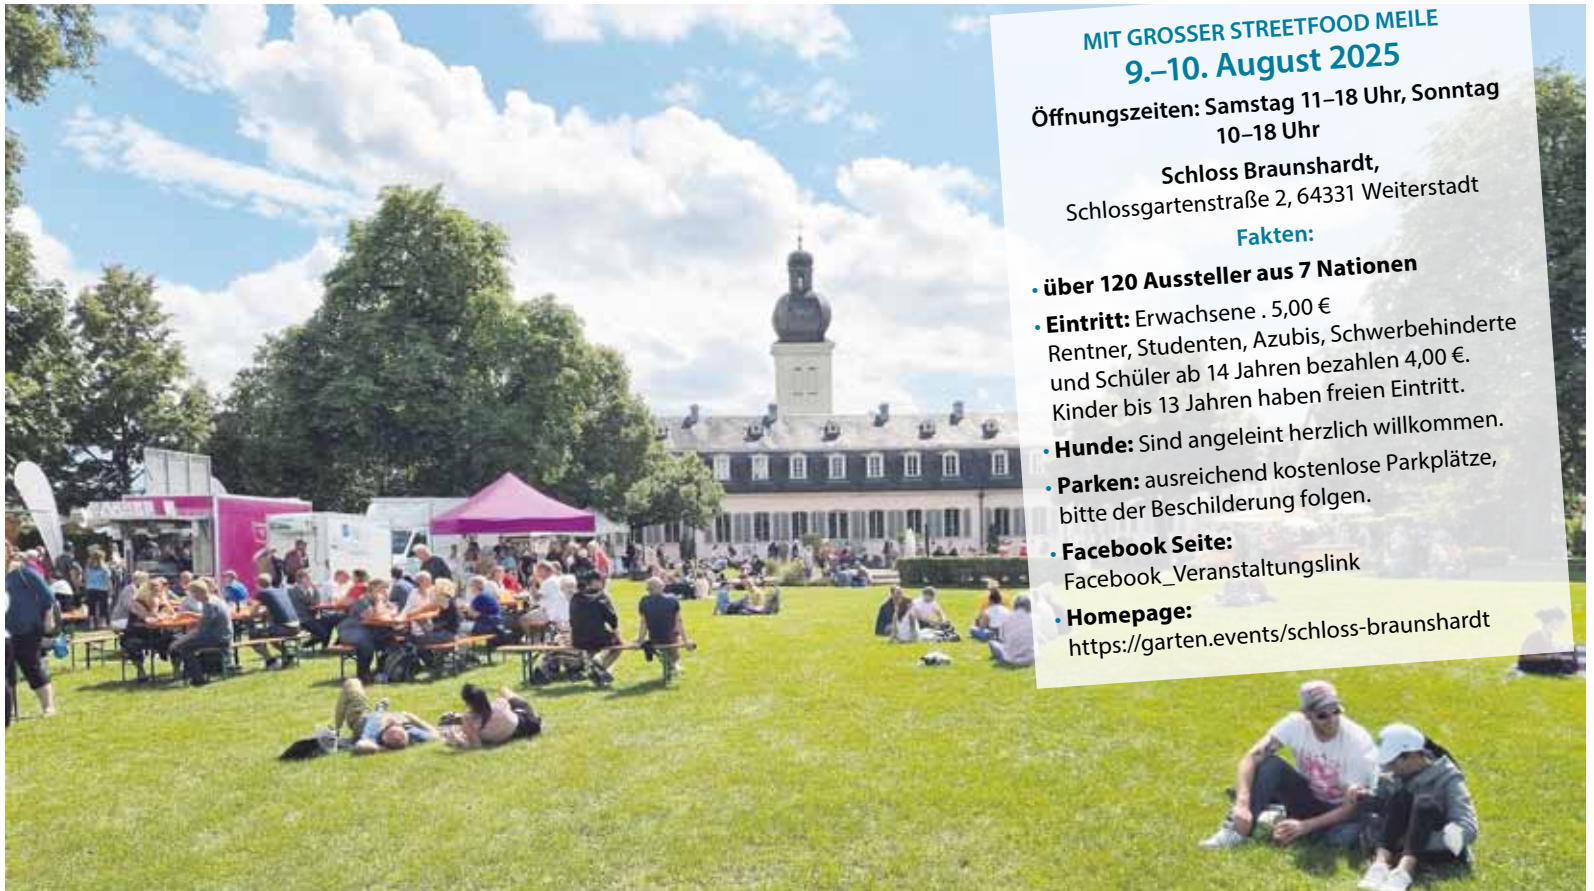 MIT GROSSER STREETFOOD MEILE
9.–10. August 2025
Öffnungszeiten: Samstag 11–18 Uhr, Sonntag
10–18 Uhr
Schloss Braunshardt,
Schlossgartenstraße 2, 64331 Weiterstadt
Fakten:
• über 120 Aussteller aus 7 Nationen
• Eintritt: Erwachsene . 5,00 €
Rentner, Studenten, Azubis, Schwerbehinderte
und Schüler ab 14 Jahren bezahlen 4,00 €.
Kinder bis 13 Jahren haben freien Eintritt.
• Hunde: Sind angeleint herzlich willkommen.
• Parken: ausreichend kostenlose Parkplätze,
bitte der Beschilderung folgen.
• Facebook Seite:
Facebook_Veranstaltungslink
• Homepage:
https://garten.events/schloss-braunshardt